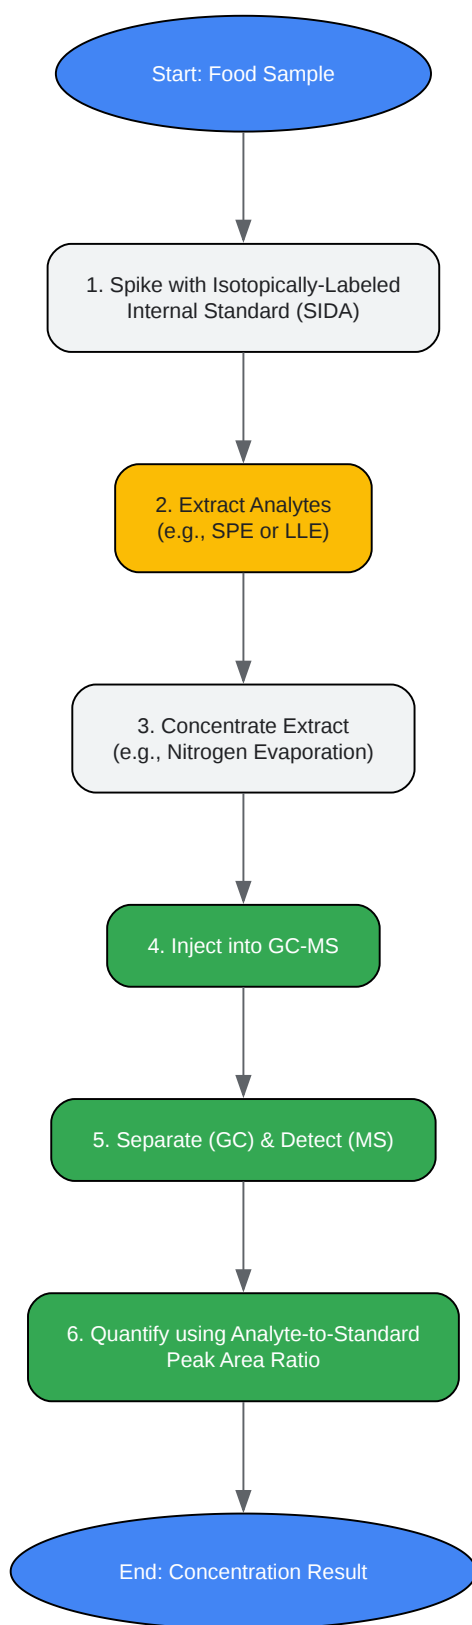 Start: Food Sample
1. Spike with Isotopically-Labeled
Internal Standard (SIDA)
2. Extract Analytes
(e.g., SPE or LLE)
3. Concentrate Extract
(e.g., Nitrogen Evaporation)
4. Inject into GC-MS
5. Separate (GC) & Detect (MS)
6. Quantify using Analyte-to-Standard
Peak Area Ratio
End: Concentration Result